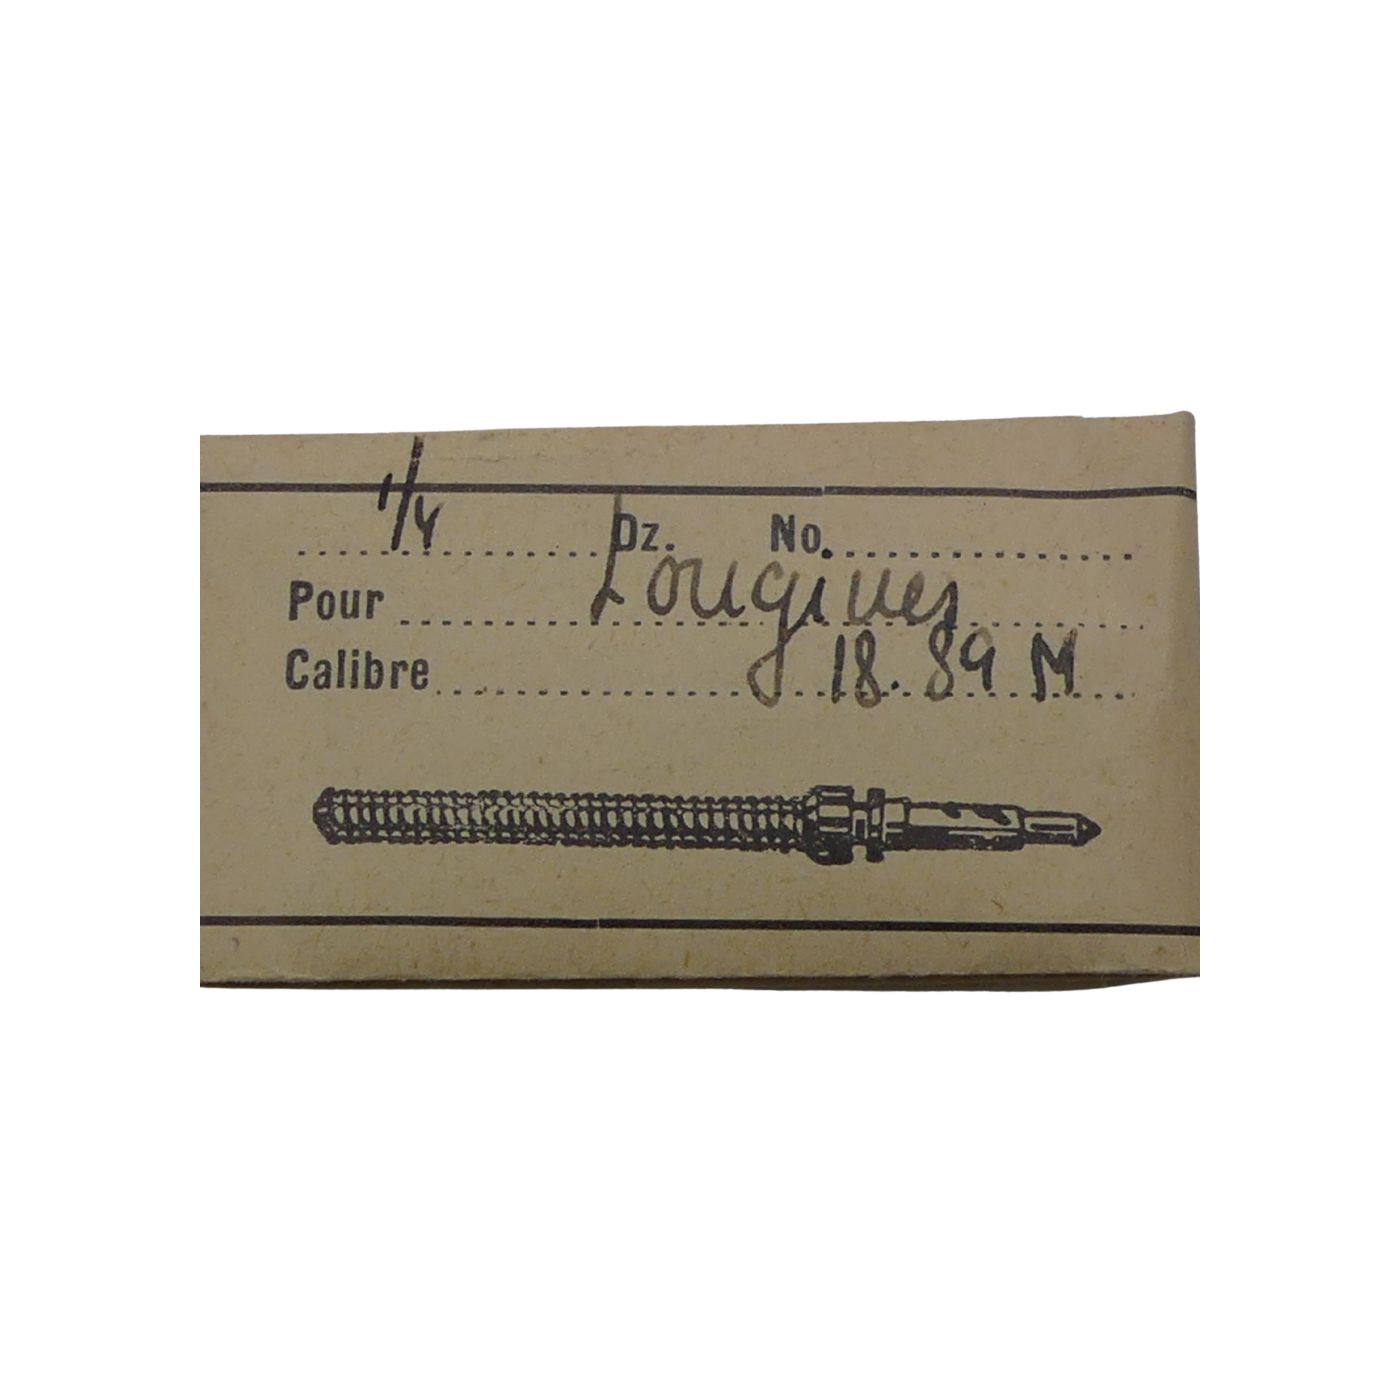 1/4 Dz. No.
Pour Longines
Calibre 18.89 M